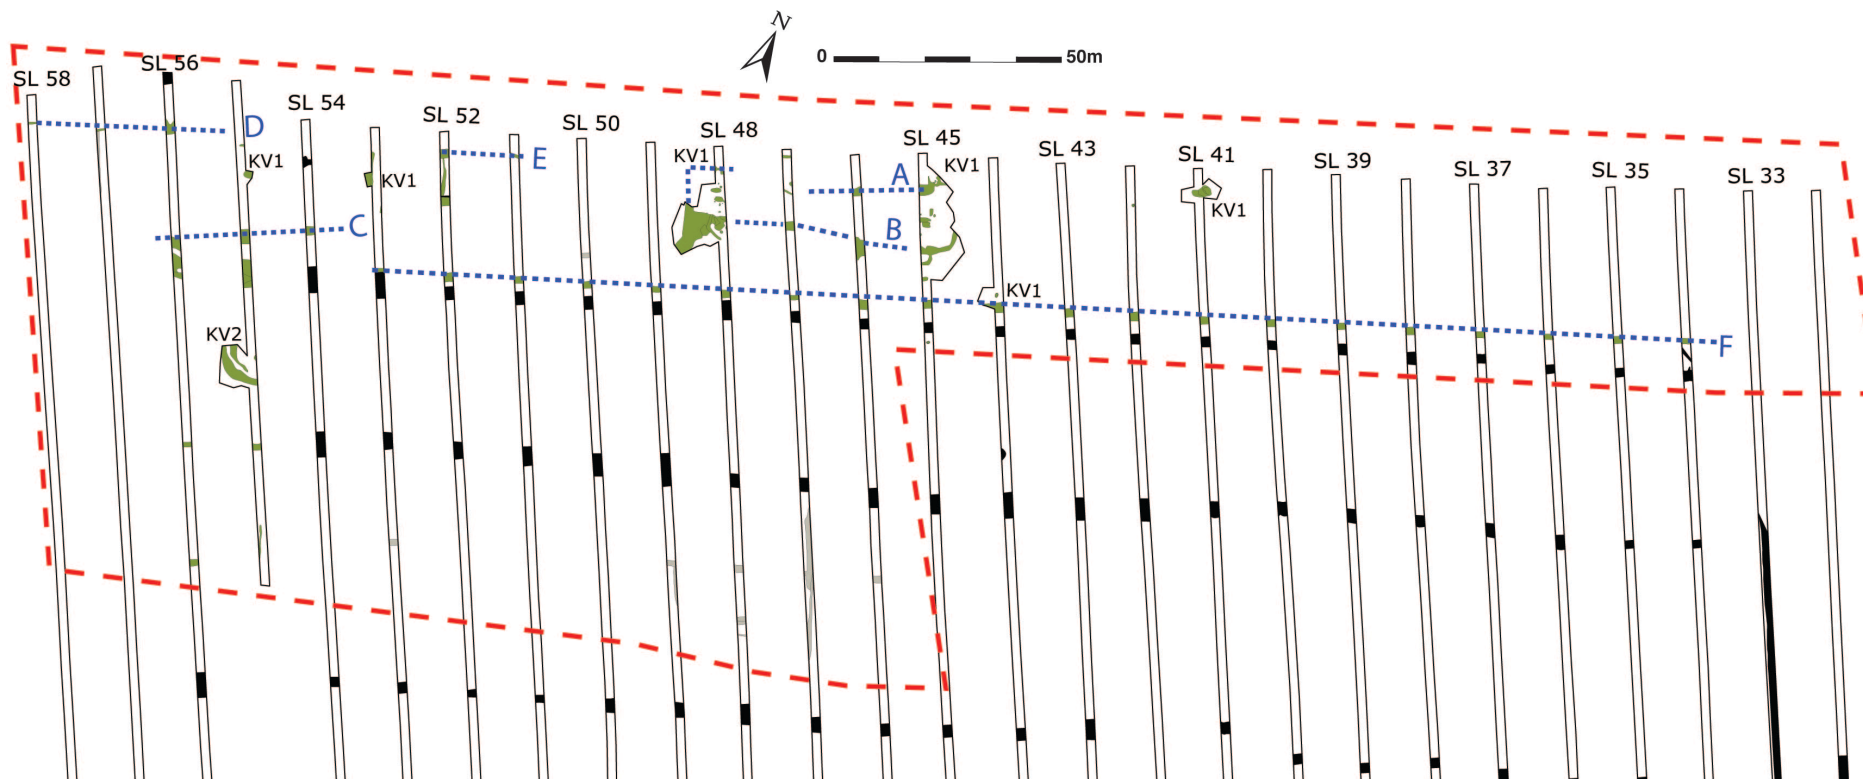 N
0 50m
SL 58
SL 56
SL 54
SL 52
SL 50
SL 48
SL 45
SL 43
SL 41
SL 39
SL 37
SL 35
SL 33
D
KV1
KV1
E
KV1
A
KV1
KV1
C
B
KV1
KV2
F